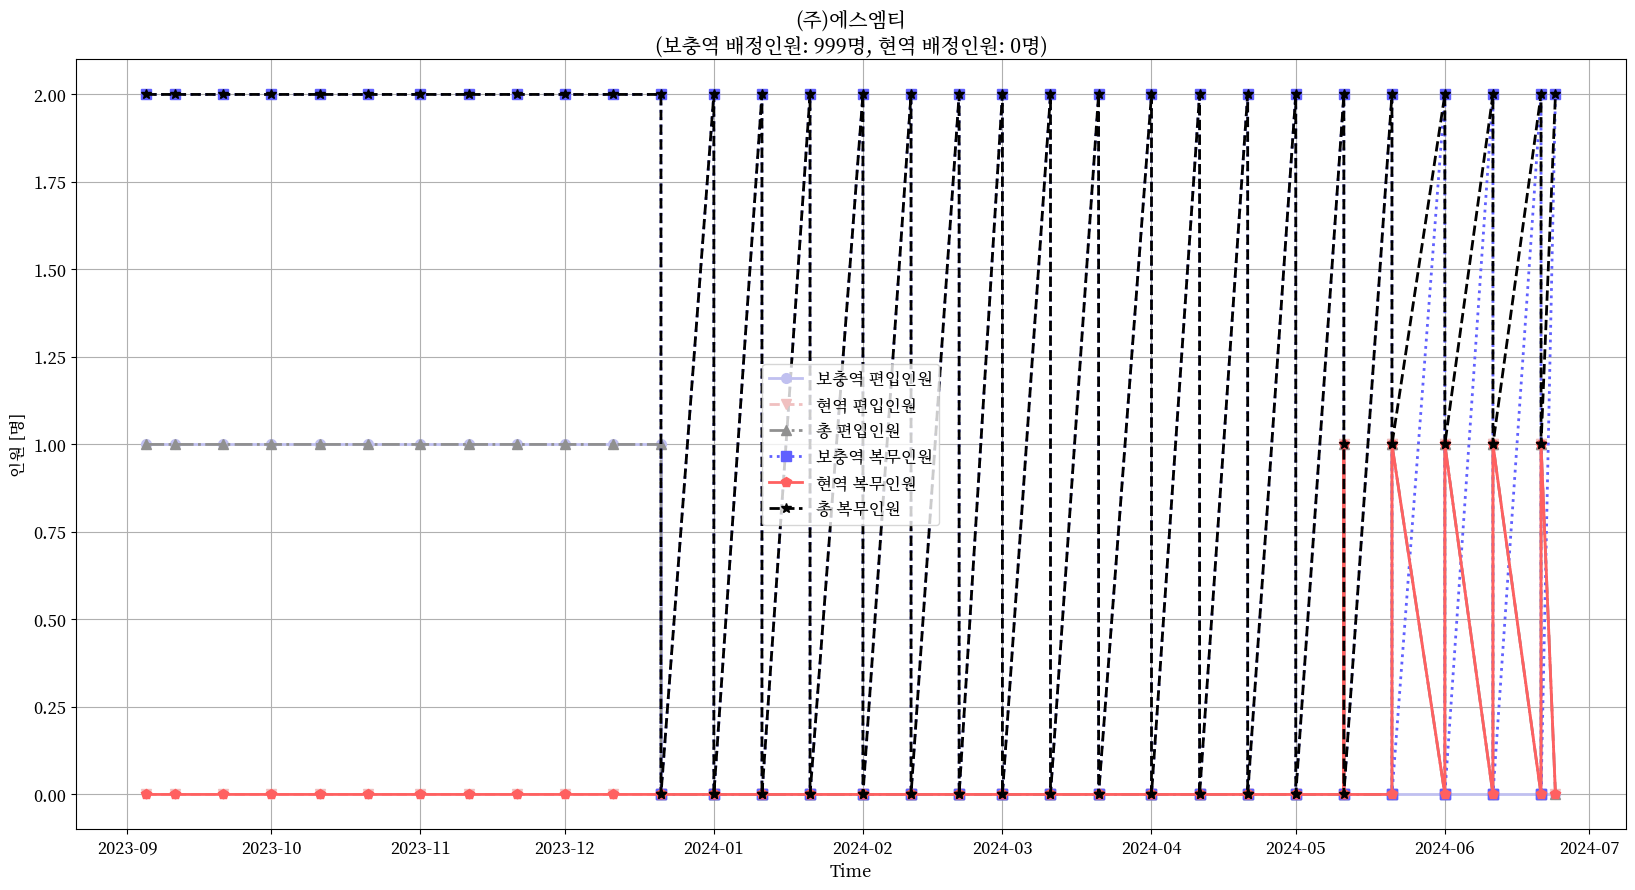 (주)에스엠티
(보충역 배정인원: 999명, 현역 배정인원: 0명)
인원 [명]
2.00
1.75
1.50
1.25
1.00
0.75
0.50
0.25
0.00
보충역 편입인원
현역 편입인원
총 편입인원
보충역 복무인원
현역 복무인원
총 복무인원
2023-09 2023-10 2023-11 2023-12 2024-01 2024-02 2024-03 2024-04 2024-05 2024-06 2024-07
Time